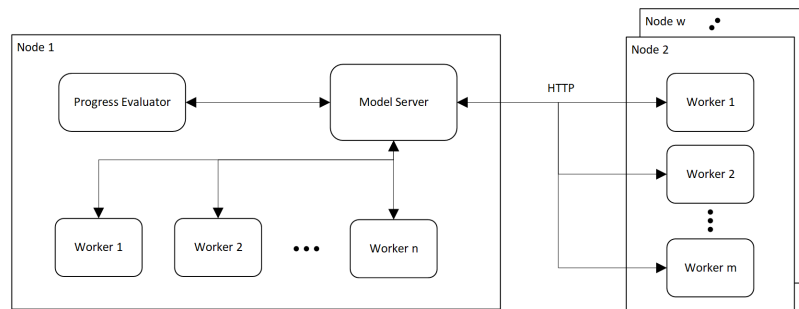 Node w
Node 1
Node 2
HTTP
Progress Evaluator
Model Server
Worker 1
Worker 2
Worker 1
Worker 2
Worker n
Worker m